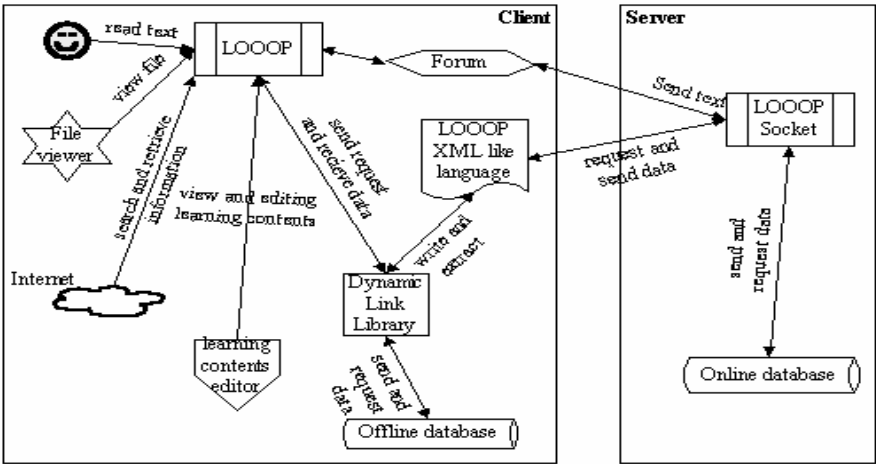 Client
Server
read text
LOOOP
Forum
view file
File
viewer
Send text
LOOOP
Socket
LOOOP
XML like
language
request and
send data
send request
and recieve data
search and retrieve
information
view and editing
learning contents
write and
extract
send and
request data
Internet
Dynamic
Link
Library
learning
contents
editor
send and
request
data
Online database
Offline database